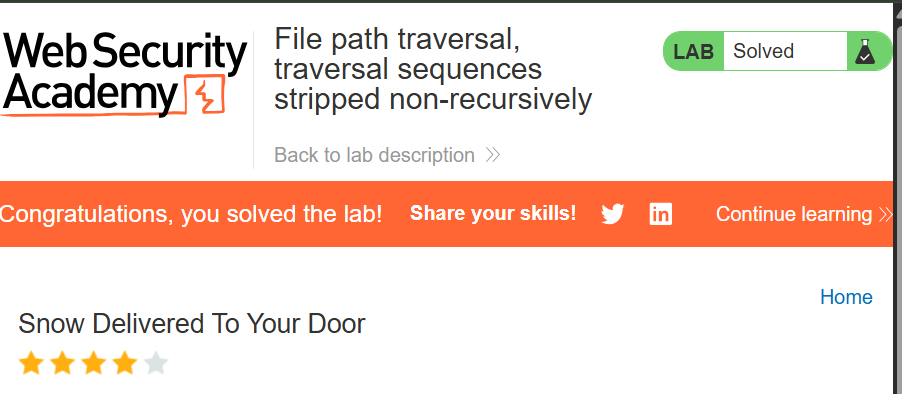 Web Security
Academy
File path traversal,
traversal sequences
stripped non-recursively
Back to lab description
LAB Solved
Congratulations, you solved the lab! Share your skills! Continue learning
Home
Snow Delivered To Your Door